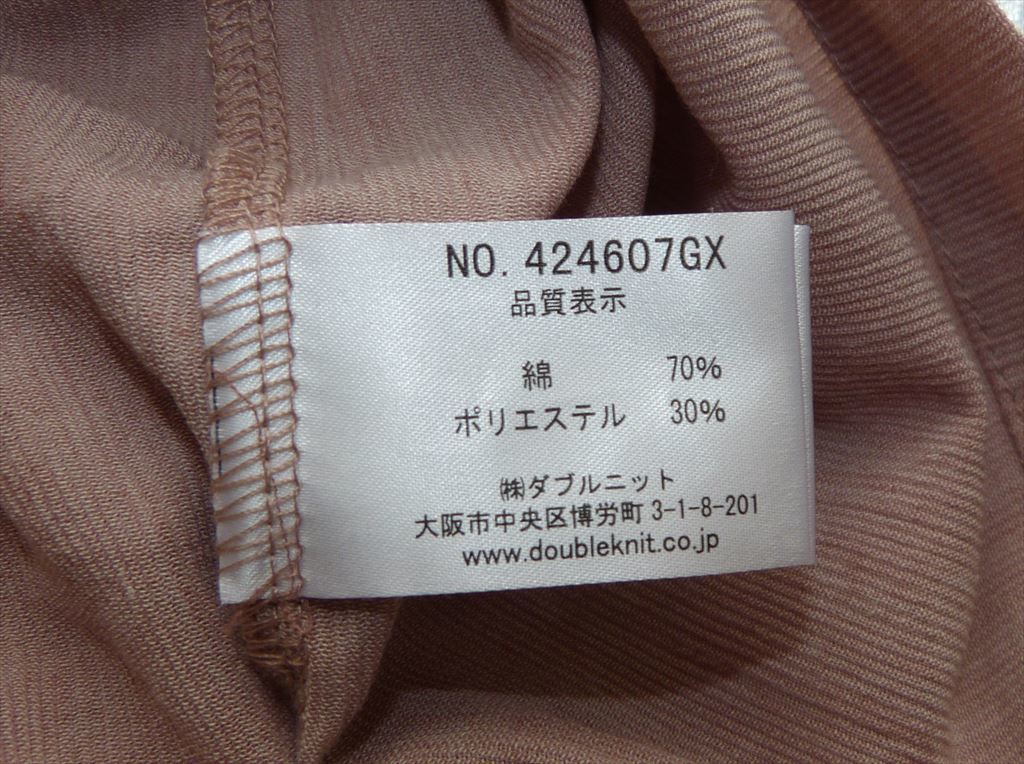 NO. 424607GX
品質表示
綿 70%
ポリエステル 30%
㈱ダブルニット
大阪市中央区博労町 3-1-8-201
www.doubleknit.co.jp